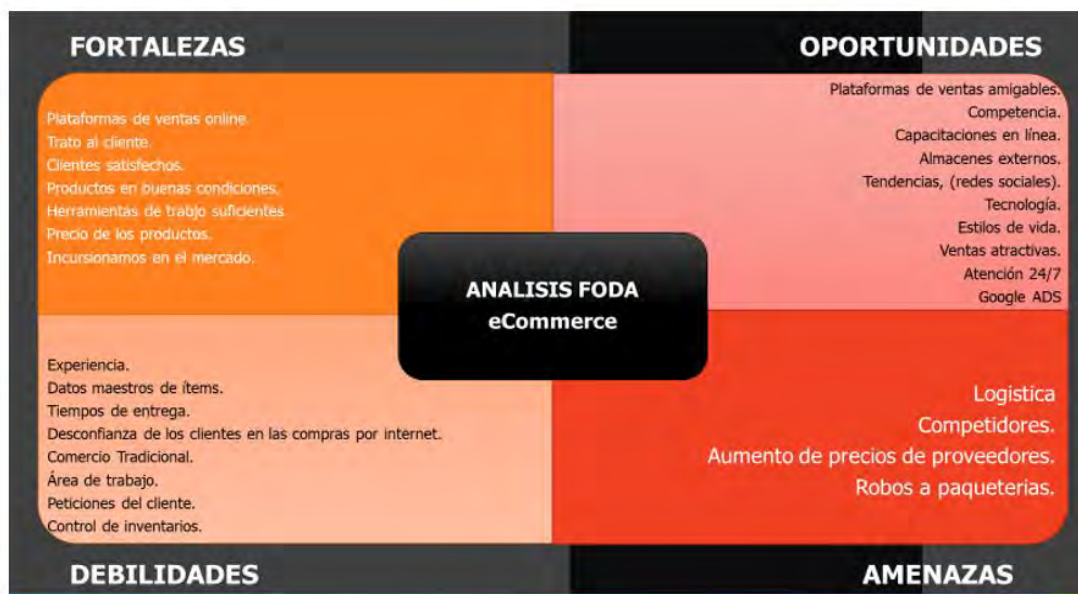 FORTALEZAS
Plataformas de ventas online.
Trato al cliente.
Clientes satisfechos.
Productos en buenas condiciones.
Herramientas de trabjo suficientes
Precio de los productos.
Incursionamos en el mercado.
OPORTUNIDADES
Plataformas de ventas amigables.
Competencia.
Capacitaciones en línea.
Almacenes externos.
Tendencias, (redes sociales).
Tecnología.
Estilos de vida.
Ventas atractivas.
Atención 24/7
Google ADS
ANALISIS FODA
eCommerce
Experiencia.
Datos maestros de ítems.
Tiempos de entrega.
Desconfianza de los clientes en las compras por internet.
Comercio Tradicional.
Área de trabajo.
Peticiones del cliente.
Control de inventarios.
DEBILIDADES
Logistica
Competidores.
Aumento de precios de proveedores.
Robos a paqueterias.
AMENAZAS